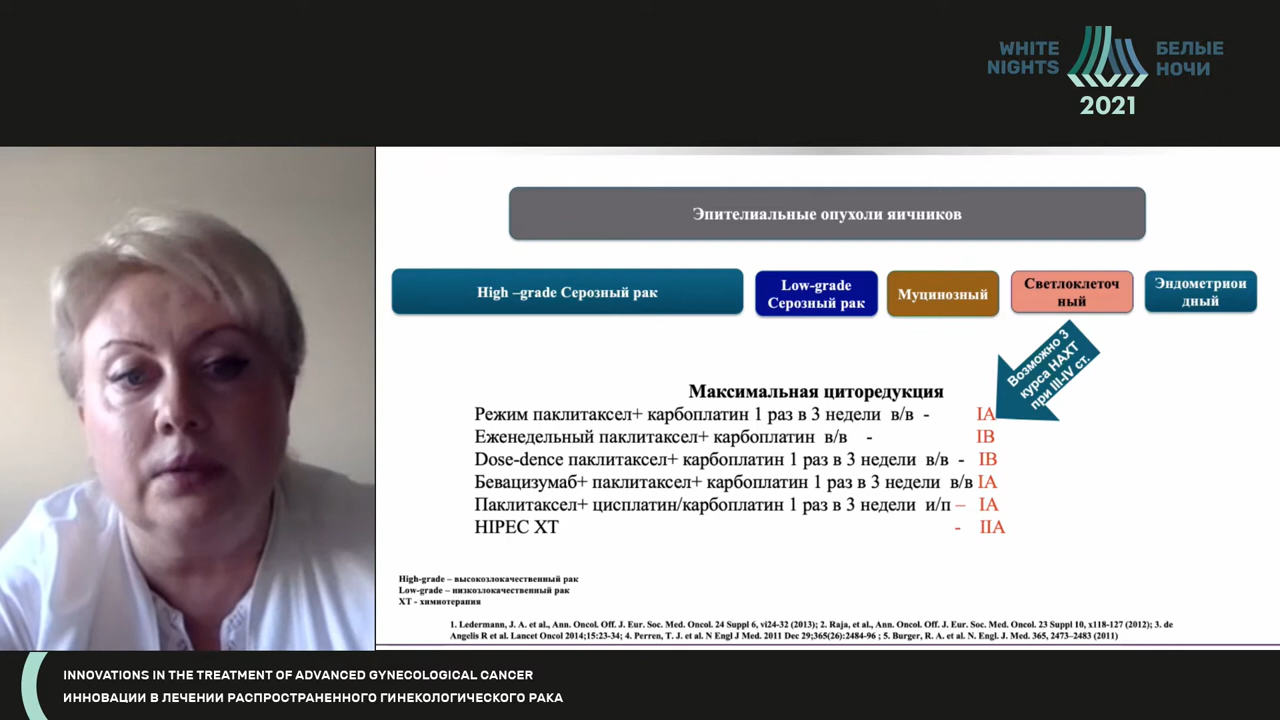 WHITE
NIGHTS
БЕЛЫЕ
НОЧИ
2021
Эпителиальные опухоли яичников
High –grade Серозный рак
Low-grade
Серозный рак
Муцинозный
Светлоклеточ
ный
Эндометриои
дный
Возможно 3
курса НАХТ
при III-IV ст.
Максимальная циторедукция
Режим паклитаксел+ карбоплатин 1 раз в 3 недели в/в - IA
Еженедельный паклитаксел+ карбоплатин в/в - IB
Dose-dence паклитаксел+ карбоплатин 1 раз в 3 недели в/в - IB
Бевацизумаб+ паклитаксел+ карбоплатин 1 раз в 3 недели в/в IA
Паклитаксел+ цисплатин/карбоплатин 1 раз в 3 недели и/п – IA
HIPEC XT - IIA
High-grade – высокозлокачественный рак
Low-grade – низкозлокачественный рак
ХТ - химиотерапия
1. Ledermann, J. A. et al., Ann. Oncol. Off. J. Eur. Soc. Med. Oncol. 24 Suppl 6, vi24-32 (2013); 2. Raja, et al., Ann. Oncol. Off. J. Eur. Soc. Med. Oncol. 23 Suppl 10, x118-127 (2012); 3. de
Angelis R et al. Lancet Oncol 2014;15:23-34; 4. Perren, T. J. et al. N Engl J Med. 2011 Dec 29;365(26):2484-96 ; 5. Burger, R. A. et al. N. Engl. J. Med. 365, 2473–2483 (2011)
INNOVATIONS IN THE TREATMENT OF ADVANCED GYNECOLOGICAL CANCER
ИННОВАЦИИ В ЛЕЧЕНИИ РАСПРОСТРАНЕННОГО ГИНЕКОЛОГИЧЕСКОГО РАКА